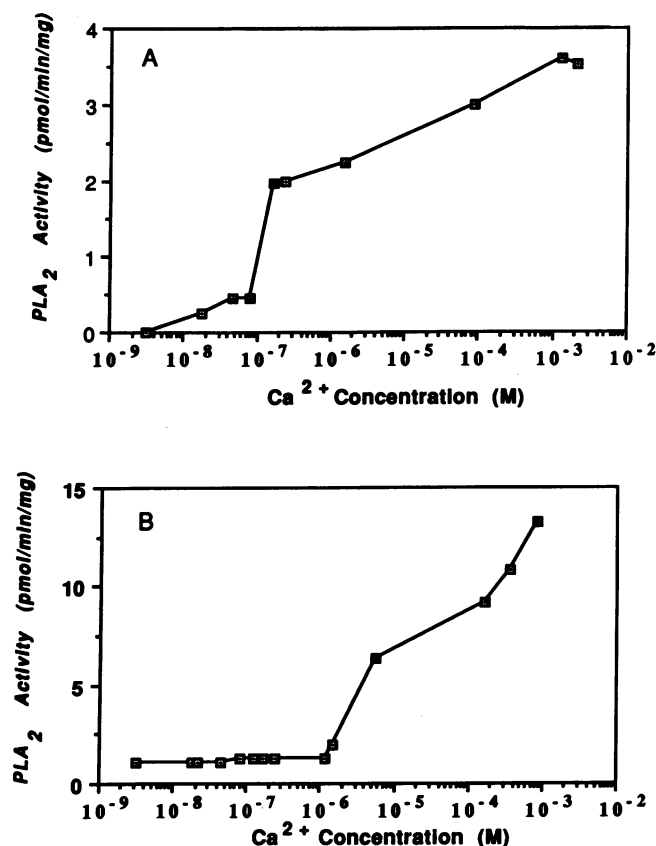 A
PLA2 Activity (pmol/min/mg)
4
3
2
1
0
10-9 10-8 10-7 10-6 10-5 10-4 10-3 10-2
Ca2+ Concentration (M)
B
PLA2 Activity (pmol/min/mg)
15
10
5
0
10-9 10-8 10-7 10-6 10-5 10-4 10-3 10-2
Ca2+ Concentration (M)